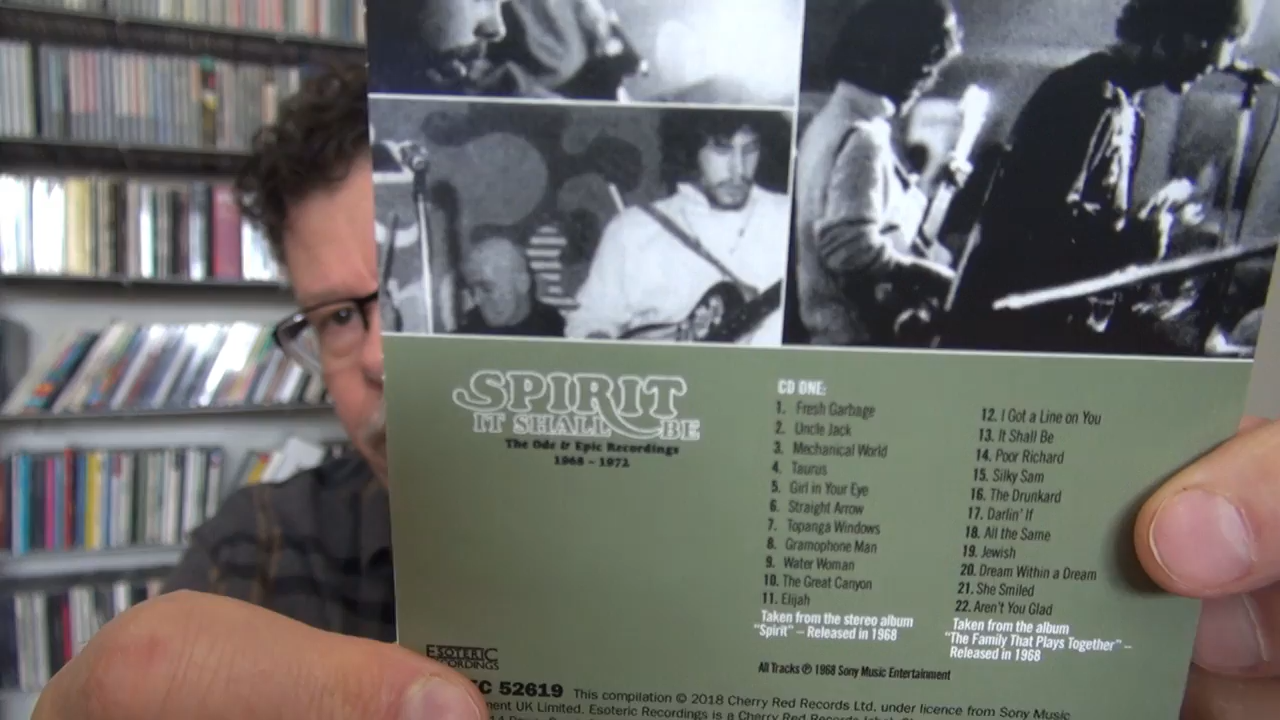 SPIRIT
IT SHALL BE
The Ode & Epic Recordings
1968 - 1972
CD ONE:
1. Fresh Garbage
2. Uncle Jack
3. Mechanical World
4. Taurus
5. Girl in Your Eye
6. Straight Arrow
7. Topanga Windows
8. Gramophone Man
9. Water Woman
10. The Great Canyon
11. Elijah
Taken from the stereo album
"Spirit" – Released in 1968
12. I Got a Line on You
13. It Shall Be
14. Poor Richard
15. Silky Sam
16. The Drunkard
17. Darlin' If
18. All the Same
19. Jewish
20. Dream Within a Dream
21. She Smiled
22. Aren't You Glad
Taken from the album
"The Family That Plays Together" –
Released in 1968
All Tracks ℗ 1968 Sony Music Entertainment
ESOTERIC
C 52619 This compilation © 2018 Cherry Red Records Ltd. under licence from Sony Music
ent UK Limited. Esoteric Recordings is a Cherry Red Records label.